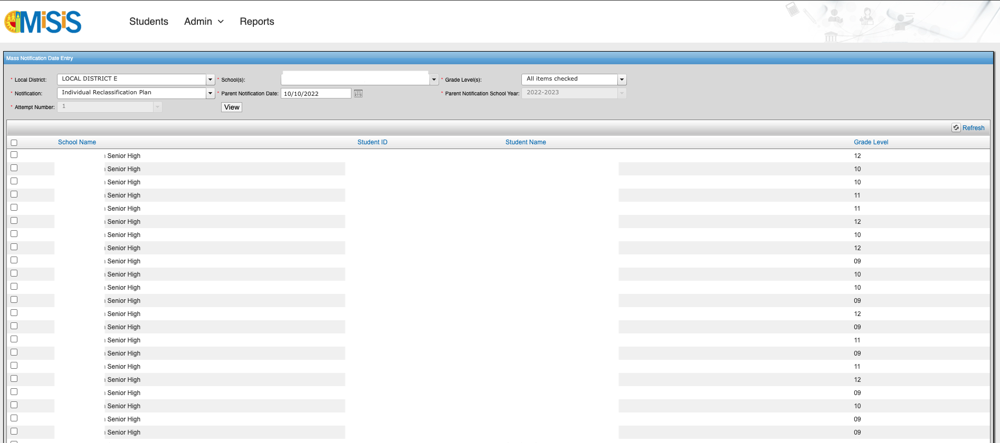 MiSiS
Students Admin Reports
Mass Notification Date Entry
* Local District: LOCAL DISTRICT E * School(s): * Grade Level(s): All items checked
* Notification: Individual Reclassification Plan * Parent Notification Date: 10/10/2022 * Parent Notification School Year: 2022-2023
* Attempt Number: 1 View
Refresh
School Name Student ID Student Name Grade Level
Senior High 12
Senior High 10
Senior High 10
Senior High 11
Senior High 11
Senior High 12
Senior High 10
Senior High 12
Senior High 09
Senior High 10
Senior High 10
Senior High 09
Senior High 12
Senior High 09
Senior High 11
Senior High 09
Senior High 11
Senior High 12
Senior High 09
Senior High 10
Senior High 09
Senior High 09